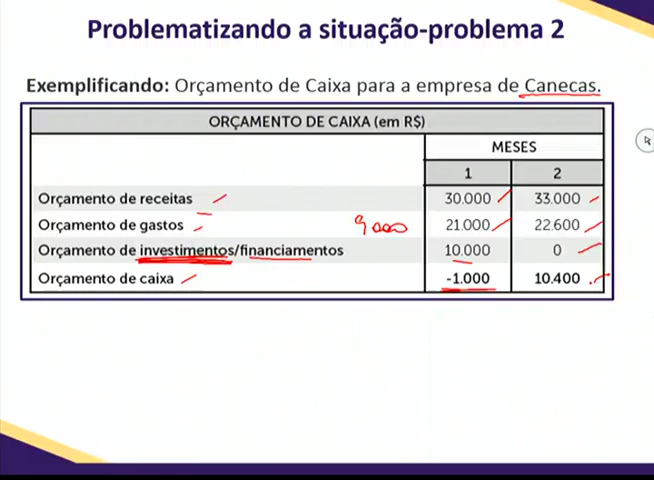 Problematizando a situação-problema 2
Exemplificando: Orçamento de Caixa para a empresa de Canecas.
ORÇAMENTO DE CAIXA (em R$)
MESES
1 2
Orçamento de receitas 30.000 33.000
Orçamento de gastos 9000 21.000 22.600
Orçamento de investimentos/financiamentos 10.000 0
Orçamento de caixa -1.000 10.400